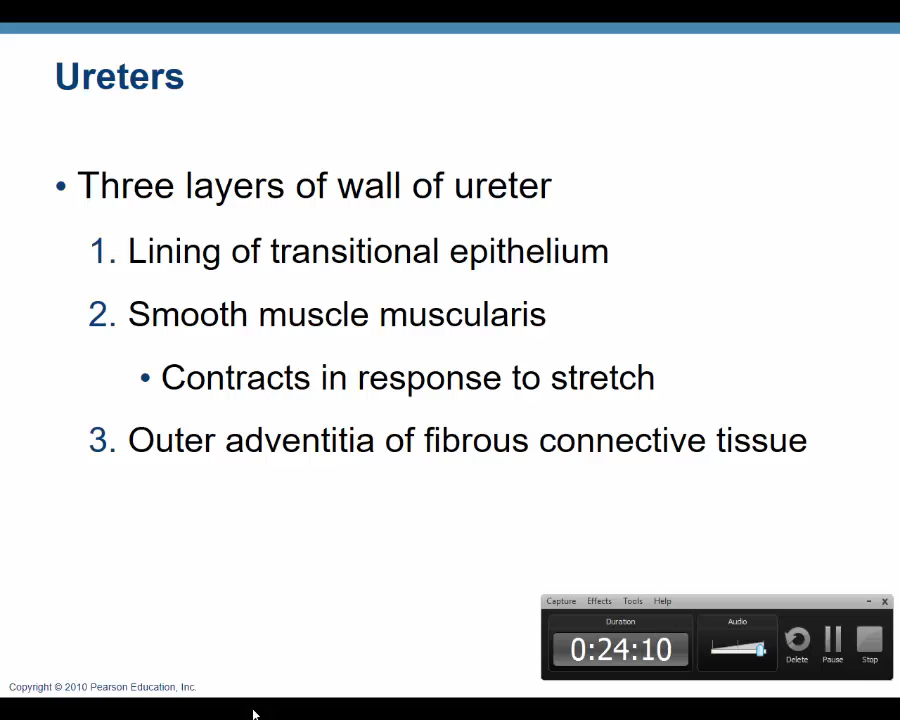 Ureters
• Three layers of wall of ureter
1. Lining of transitional epithelium
2. Smooth muscle muscularis
• Contracts in response to stretch
3. Outer adventitia of fibrous connective tissue
Capture Effects Tools Help
Duration Audio
0:24:10
Delete Pause Stop
Copyright © 2010 Pearson Education, Inc.